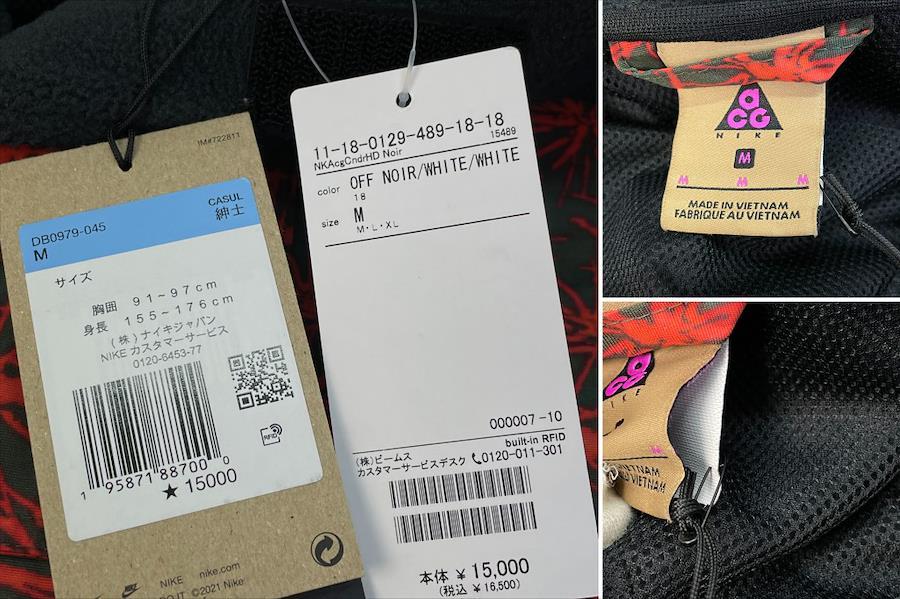 IM#722811
CASUL
紳士
DB0979-045
M
サイズ
胸囲 91~97cm
身長 155~176cm
(株)ナイキジャパン
NIKE カスタマーサービス
0120-6453-77
RFID
1 95871 88700 0
★ 15000
NIKE nike.com
©2021 Nike
11-18-0129-489-18-18
NKAcgCndrHD Noir 15489
color OFF NOIR/WHITE/WHITE
18
size M
M・L・XL
000007-10
built-in RFID
(株)ビームス
カスタマーサービスデスク 0120-011-301
本体 ¥15,000
(税込 ¥16,500)
aCG
NIKE
M
M M M
MADE IN VIETNAM
FABRIQUE AU VIETNAM
NIKE
M
VIETNAM
VIETNAM